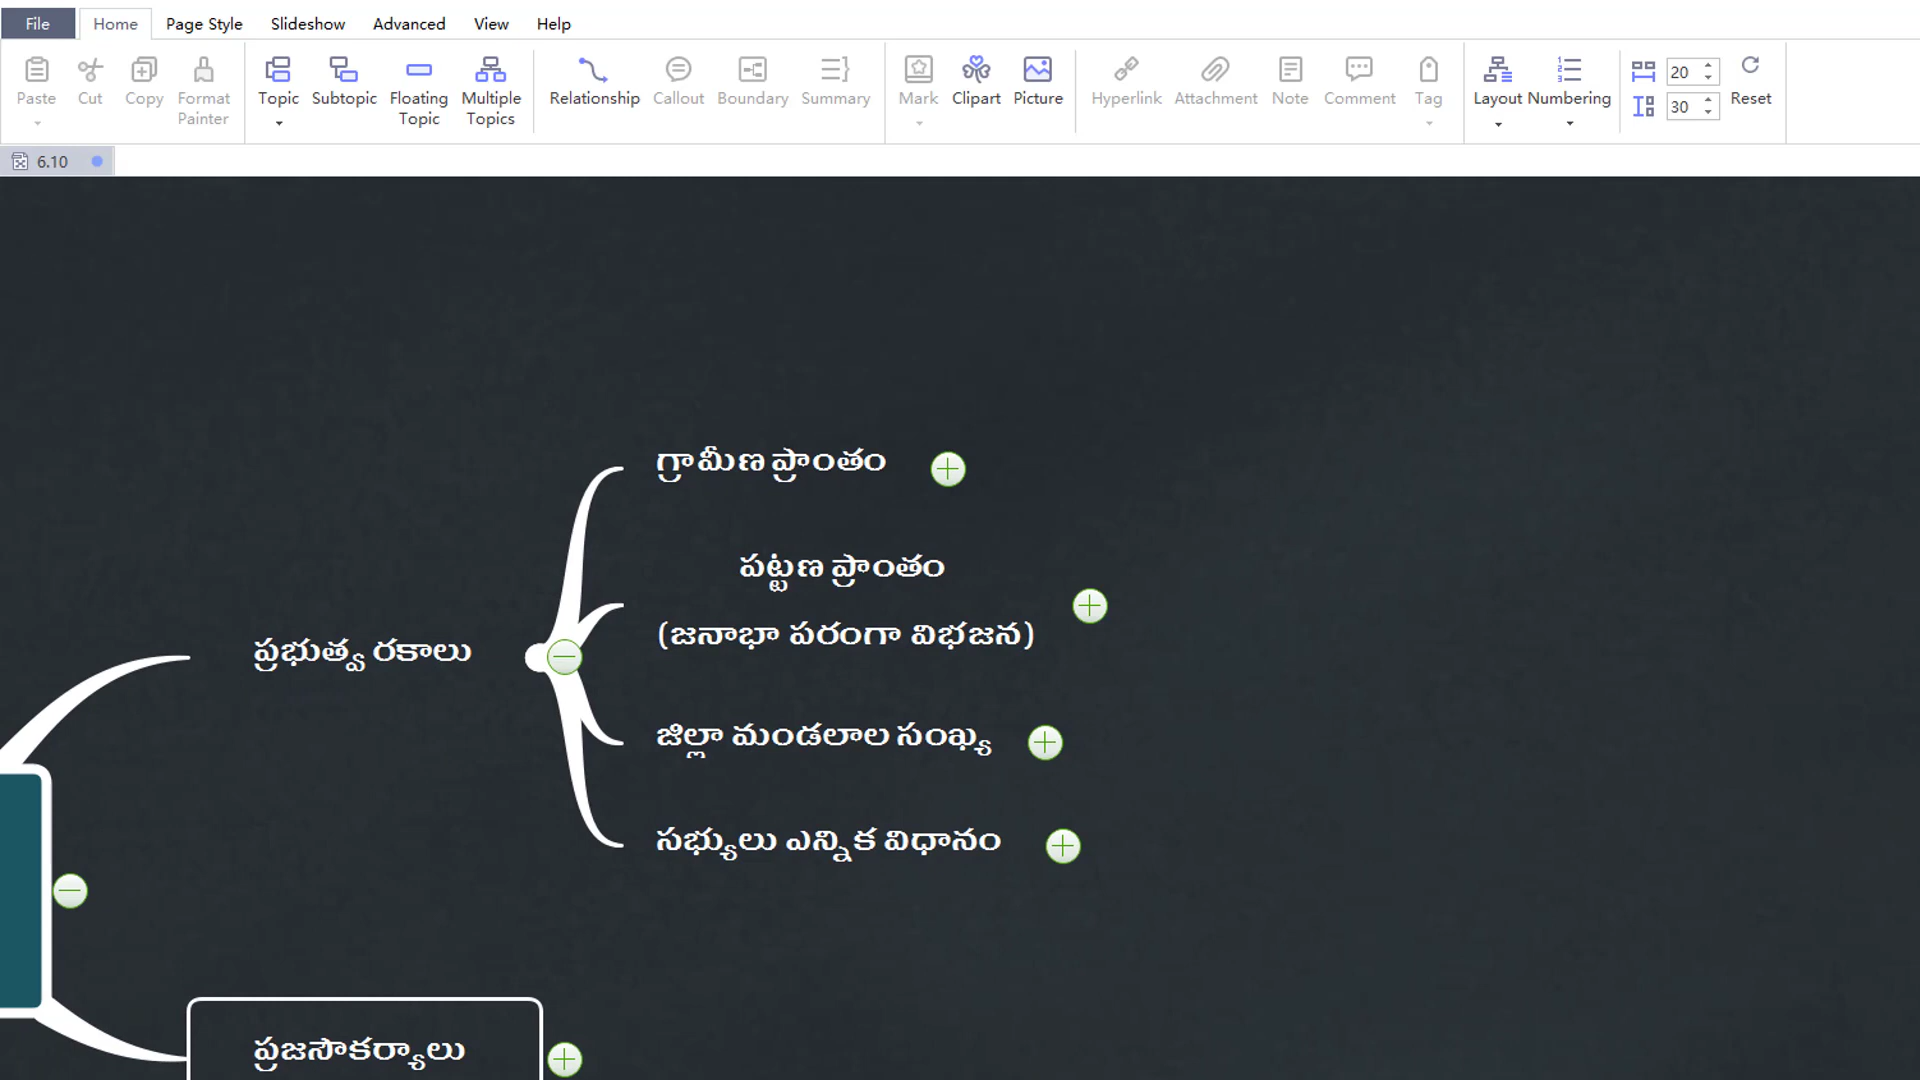 File Home Page Style Slideshow Advanced View Help
Paste Cut Copy Format Painter Topic Subtopic Floating Topic Multiple Topics Relationship Callout Boundary Summary Mark Clipart Picture Hyperlink Attachment Note Comment Tag Layout Numbering 20 30 Reset
6.10
గ్రామీణ ప్రాంతం
పట్టణ ప్రాంతం
(జనాభా పరంగా విభజన)
ప్రభుత్వ రకాలు
జిల్లా మండలాల సంఖ్య
సభ్యులు ఎన్నిక విధానం
ప్రజసౌకర్యాలు